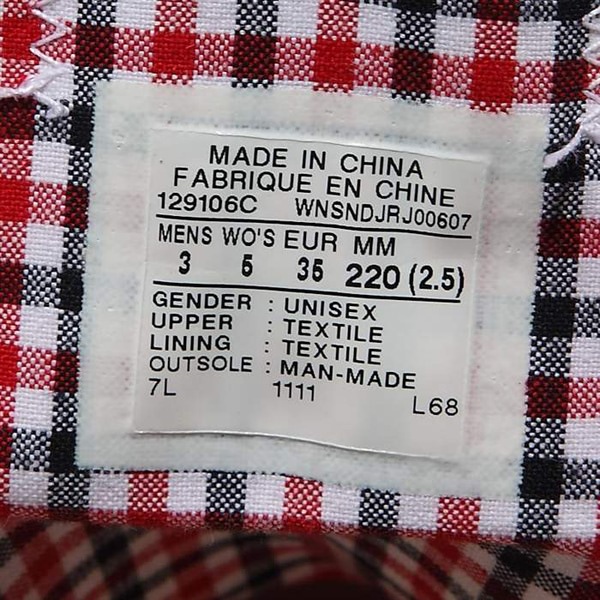 MADE IN CHINA
FABRIQUE EN CHINE
129106C WNSNDJRJ00607
MENS WO'S EUR MM
3 5 35 220 (2.5)
GENDER : UNISEX
UPPER : TEXTILE
LINING : TEXTILE
OUTSOLE : MAN-MADE
7L 1111 L68